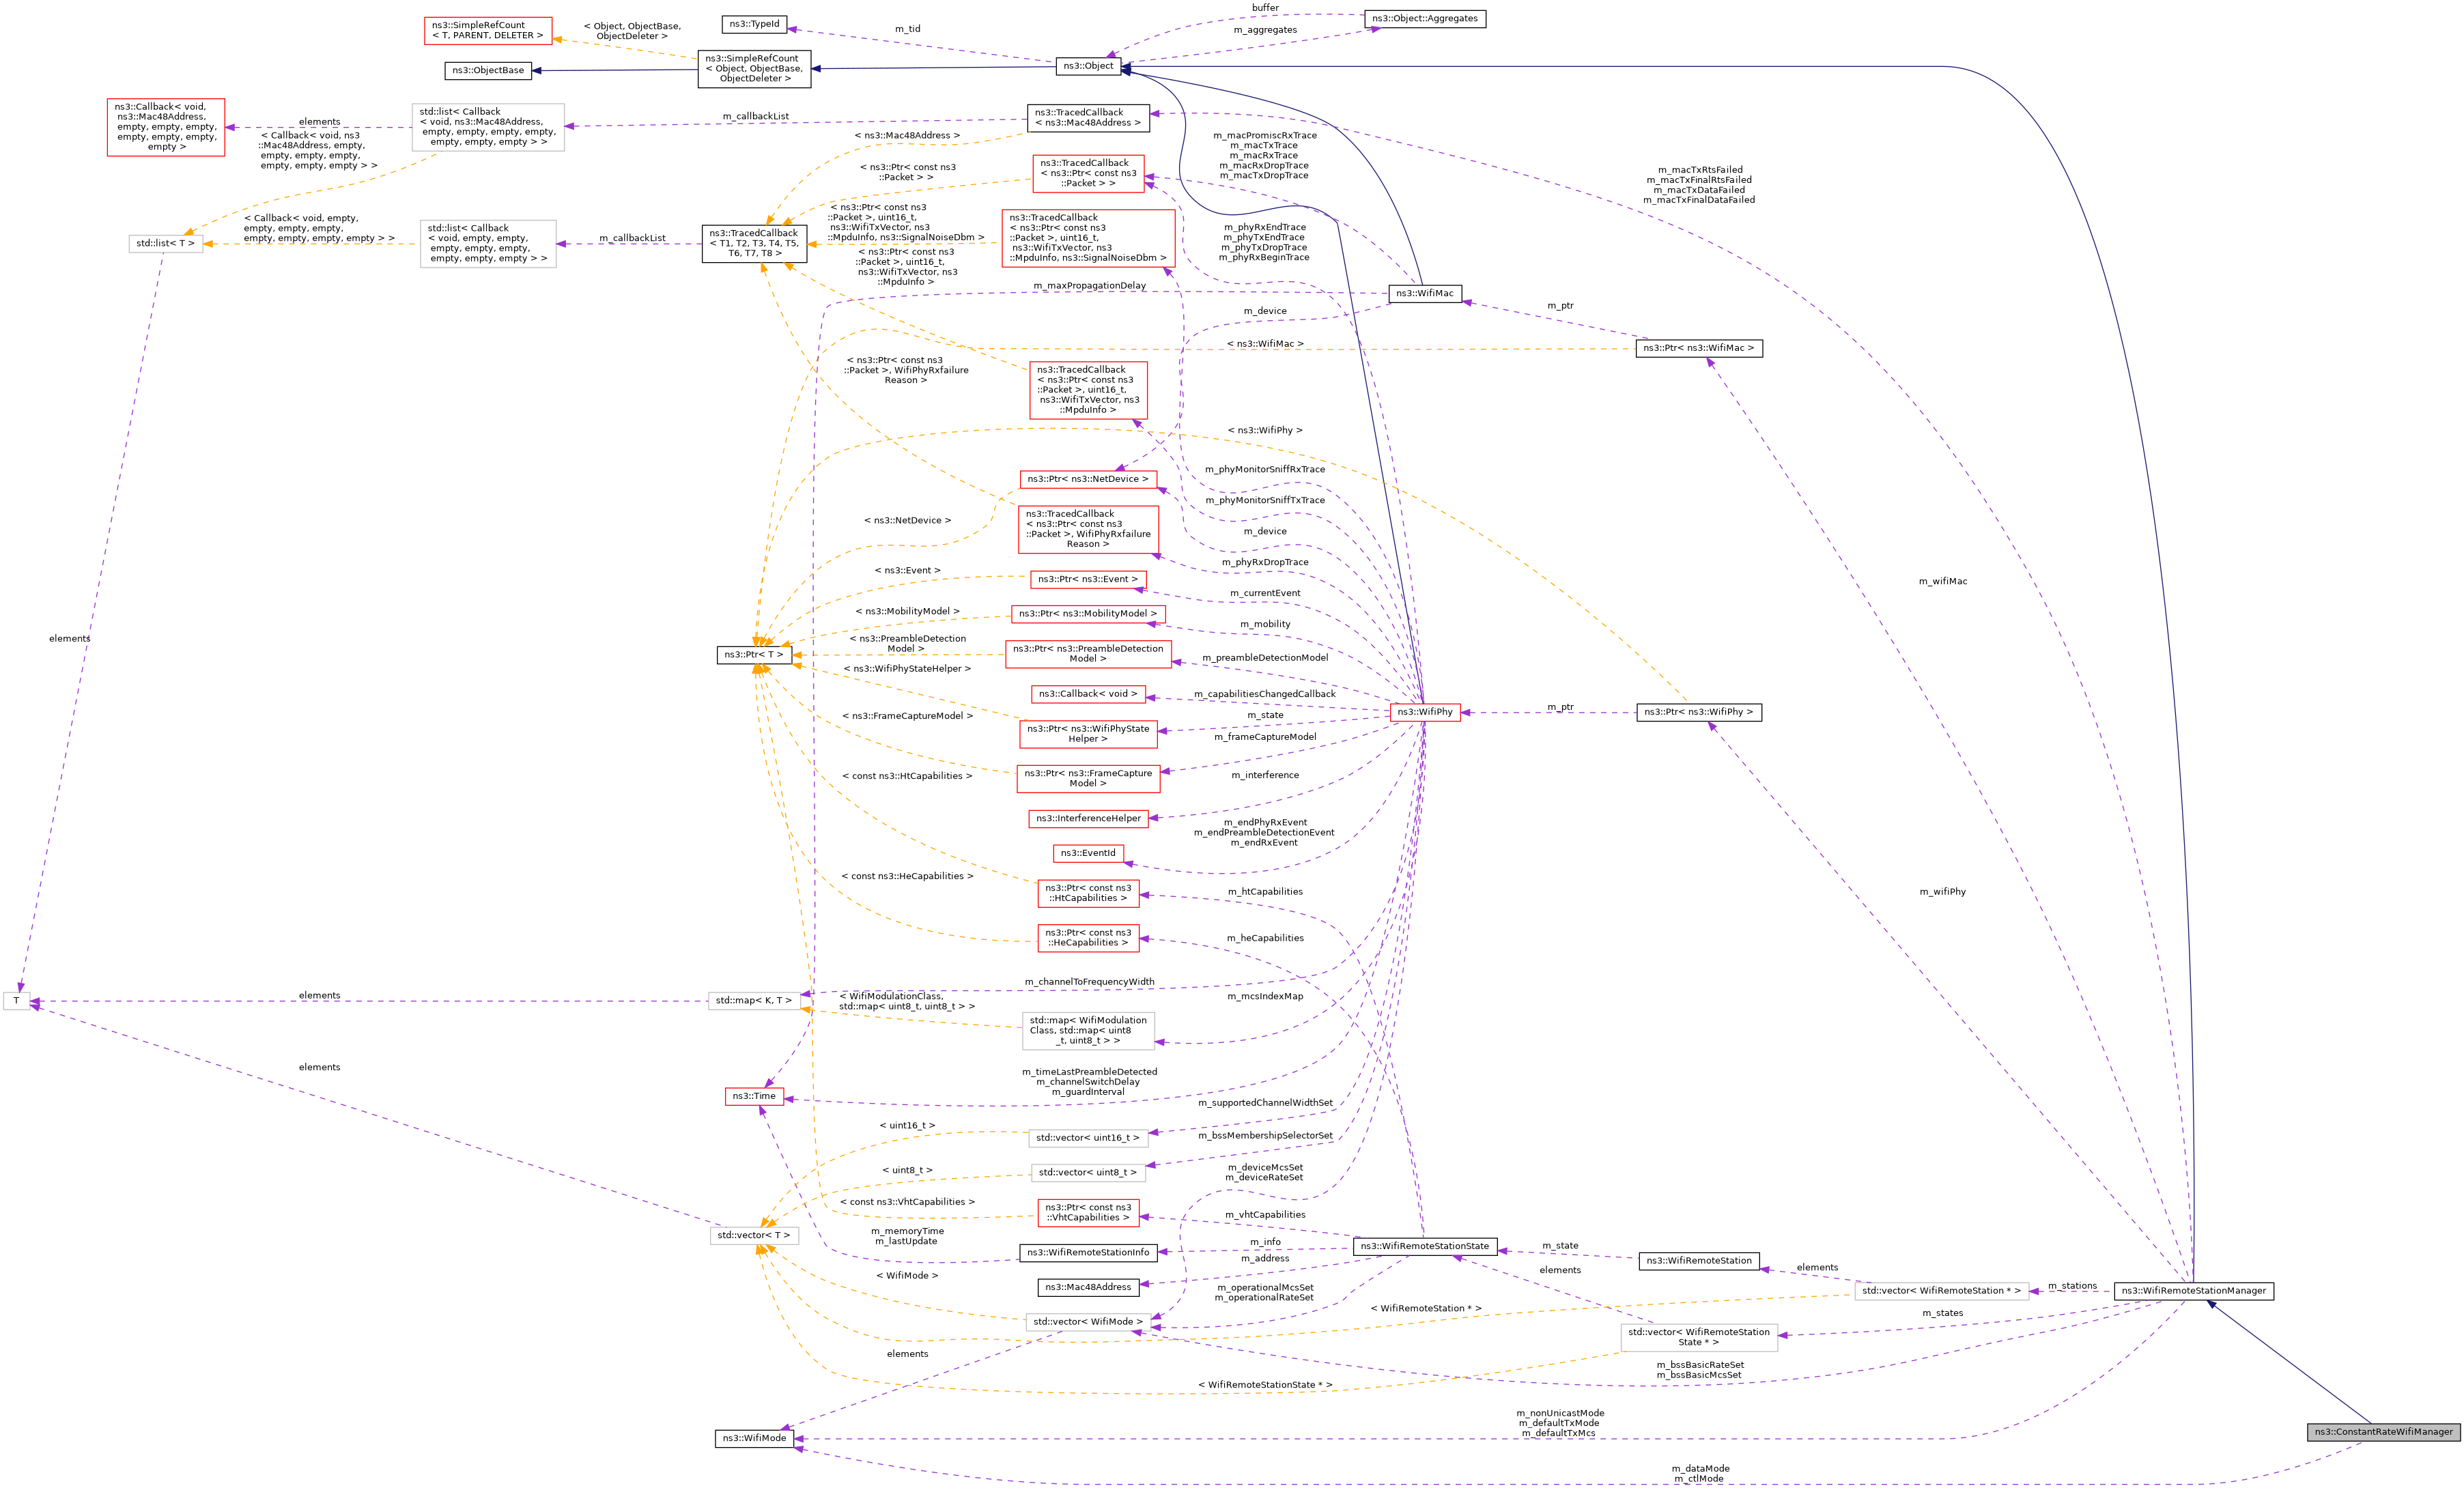 buffer
ns3::SimpleRefCount
< T, PARENT, DELETER >
< Object, ObjectBase,
ObjectDeleter >
ns3::TypeId
m_tid
m_aggregates
ns3::Object::Aggregates
ns3::ObjectBase
ns3::SimpleRefCount
< Object, ObjectBase,
ObjectDeleter >
ns3::Object
ns3::Callback< void,
ns3::Mac48Address,
empty, empty, empty,
empty, empty, empty,
empty >
elements
< Callback< void, ns3
::Mac48Address, empty,
empty, empty, empty,
empty, empty, empty > >
std::list< Callback
< void, ns3::Mac48Address,
empty, empty, empty, empty,
empty, empty, empty > >
m_callbackList
ns3::TracedCallback
< ns3::Mac48Address >
< ns3::Mac48Address >
m_macPromiscRxTrace
m_macTxTrace
m_macRxTrace
m_macRxDropTrace
m_macTxDropTrace
< ns3::Ptr< const ns3
::Packet > >
ns3::TracedCallback
< ns3::Ptr< const ns3
::Packet > >
m_macTxRtsFailed
m_macTxFinalRtsFailed
m_macTxDataFailed
m_macTxFinalDataFailed
std::list< T >
< Callback< void, empty,
empty, empty, empty,
empty, empty, empty, empty > >
std::list< Callback
< void, empty, empty,
empty, empty, empty,
empty, empty, empty > >
m_callbackList
ns3::TracedCallback
< T1, T2, T3, T4, T5,
T6, T7, T8 >
< ns3::Ptr< const ns3
::Packet >, uint16_t,
ns3::WifiTxVector, ns3
::MpduInfo, ns3::SignalNoiseDbm >
ns3::TracedCallback
< ns3::Ptr< const ns3
::Packet >, uint16_t,
ns3::WifiTxVector, ns3
::MpduInfo, ns3::SignalNoiseDbm >
m_phyRxEndTrace
m_phyTxEndTrace
m_phyTxDropTrace
m_phyRxBeginTrace
< ns3::Ptr< const ns3
::Packet >, uint16_t,
ns3::WifiTxVector, ns3
::MpduInfo >
m_maxPropagationDelay
ns3::WifiMac
m_device
m_ptr
< ns3::WifiMac >
ns3::Ptr< ns3::WifiMac >
< ns3::Ptr< const ns3
::Packet >, WifiPhyRxfailure
Reason >
ns3::TracedCallback
< ns3::Ptr< const ns3
::Packet >, uint16_t,
ns3::WifiTxVector, ns3
::MpduInfo >
< ns3::WifiPhy >
m_phyMonitorSniffRxTrace
ns3::Ptr< ns3::NetDevice >
m_phyMonitorSniffTxTrace
< ns3::NetDevice >
ns3::TracedCallback
< ns3::Ptr< const ns3
::Packet >, WifiPhyRxfailure
Reason >
m_device
m_phyRxDropTrace
< ns3::Event >
ns3::Ptr< ns3::Event >
m_currentEvent
m_wifiMac
< ns3::MobilityModel >
ns3::Ptr< ns3::MobilityModel >
m_mobility
elements
ns3::Ptr< T >
< ns3::PreambleDetection
Model >
ns3::Ptr< ns3::PreambleDetection
Model >
m_preambleDetectionModel
< ns3::WifiPhyStateHelper >
ns3::Callback< void >
m_capabilitiesChangedCallback
ns3::WifiPhy
m_ptr
ns3::Ptr< ns3::WifiPhy >
< ns3::FrameCaptureModel >
ns3::Ptr< ns3::WifiPhyState
Helper >
m_state
m_frameCaptureModel
< const ns3::HtCapabilities >
ns3::Ptr< ns3::FrameCapture
Model >
m_interference
ns3::InterferenceHelper
m_endPhyRxEvent
m_endPreambleDetectionEvent
m_endRxEvent
ns3::EventId
< const ns3::HeCapabilities >
ns3::Ptr< const ns3
::HtCapabilities >
m_htCapabilities
m_wifiPhy
ns3::Ptr< const ns3
::HeCapabilities >
m_heCapabilities
T
elements
std::map< K, T >
m_channelToFrequencyWidth
< WifiModulationClass,
std::map< uint8_t, uint8_t > >
m_mcsIndexMap
std::map< WifiModulation
Class, std::map< uint8
_t, uint8_t > >
elements
ns3::Time
m_timeLastPreambleDetected
m_channelSwitchDelay
m_guardInterval
m_supportedChannelWidthSet
< uint16_t >
std::vector< uint16_t >
m_bssMembershipSelectorSet
< uint8_t >
std::vector< uint8_t >
m_deviceMcsSet
m_deviceRateSet
< const ns3::VhtCapabilities >
ns3::Ptr< const ns3
::VhtCapabilities >
m_vhtCapabilities
std::vector< T >
m_memoryTime
m_lastUpdate
ns3::WifiRemoteStationInfo
m_info
ns3::WifiRemoteStationState
m_state
ns3::WifiRemoteStation
m_address
elements
elements
< WifiMode >
ns3::Mac48Address
m_operationalMcsSet
m_operationalRateSet
std::vector< WifiRemoteStation * >
m_stations
ns3::WifiRemoteStationManager
std::vector< WifiMode >
< WifiRemoteStation * >
m_states
std::vector< WifiRemoteStation
State * >
elements
m_bssBasicRateSet
m_bssBasicMcsSet
< WifiRemoteStationState * >
ns3::WifiMode
m_nonUnicastMode
m_defaultTxMode
m_defaultTxMcs
ns3::ConstantRateWifiManager
m_dataMode
m_ctlMode